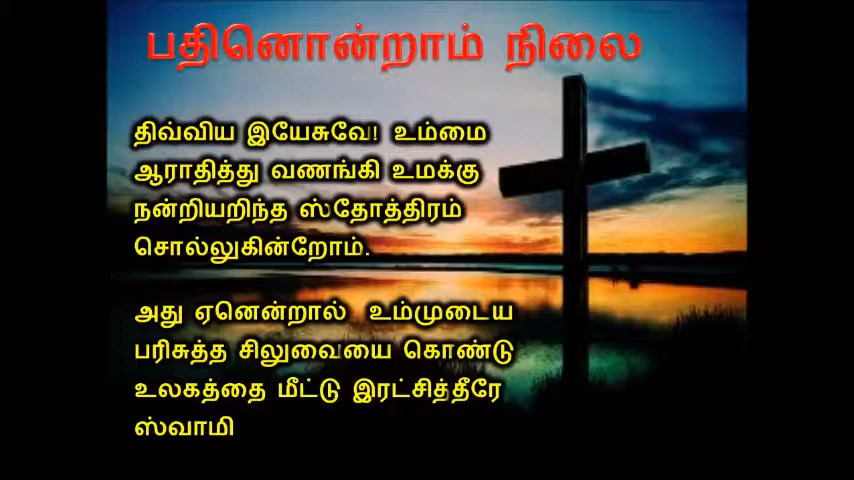 பதினொன்றாம் நிலை
திவ்விய இயேசுவே! உம்மை
ஆராதித்து வணங்கி உமக்கு
நன்றியறிந்த ஸ்தோத்திரம்
சொல்லுகின்றோம்.
அது ஏனென்றால் உம்முடைய
பரிசுத்த சிலுவையை கொண்டு
உலகத்தை மீட்டு இரட்சித்தீரே
ஸ்வாமி